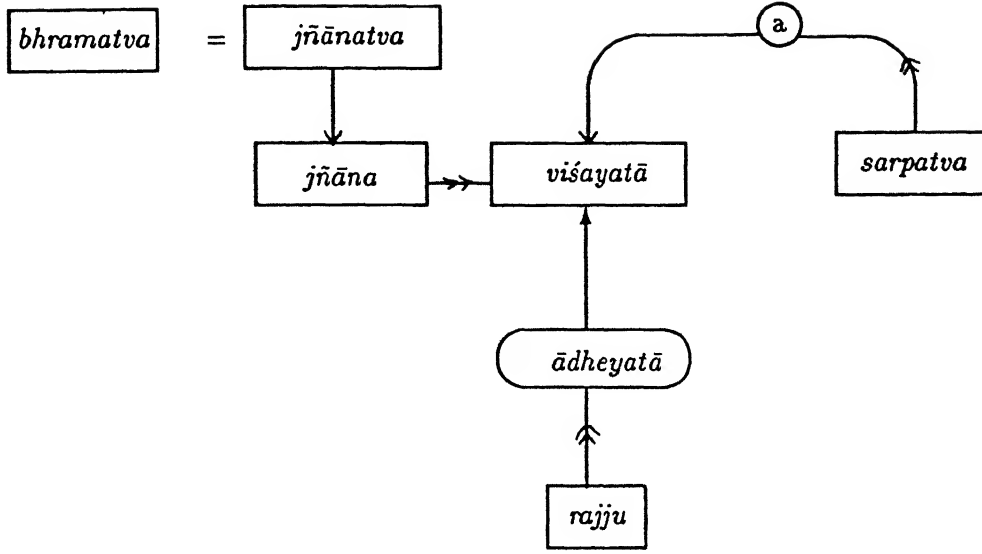 bhramatva = jñānatva
a
jñāna
viśayatā
sarpatva
ādheyatā
rajju